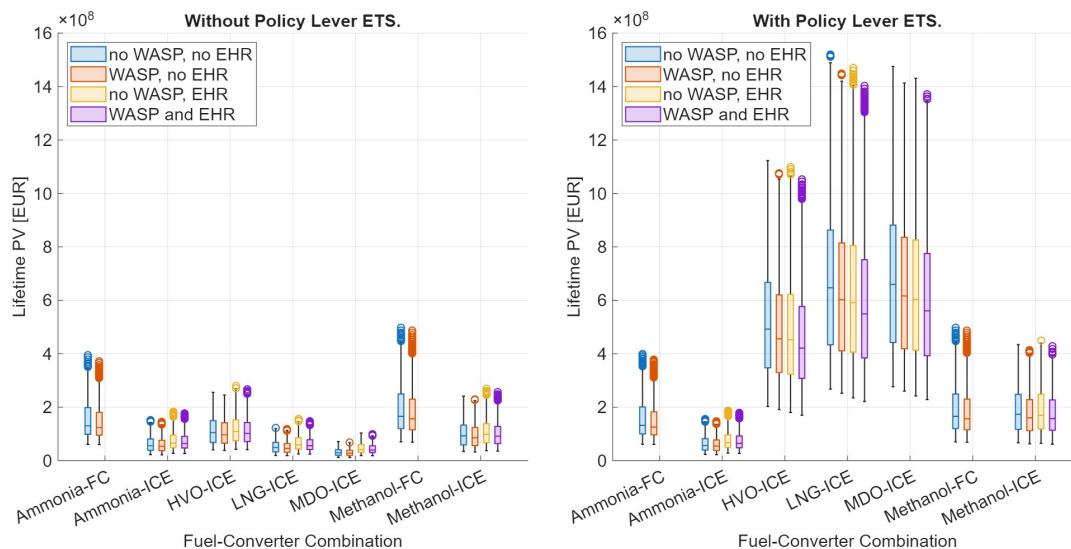 Without Policy Lever ETS.
×10⁸
16
14
12
10
8
6
4
2
0
Lifetime PV [EUR]
no WASP, no EHR
WASP, no EHR
no WASP, EHR
WASP and EHR
Ammonia-FC
Ammonia-ICE
HVO-ICE
LNG-ICE
MDO-ICE
Methanol-FC
Methanol-ICE
Fuel-Converter Combination
With Policy Lever ETS.
×10⁸
16
14
12
10
8
6
4
2
0
Lifetime PV [EUR]
no WASP, no EHR
WASP, no EHR
no WASP, EHR
WASP and EHR
Ammonia-FC
Ammonia-ICE
HVO-ICE
LNG-ICE
MDO-ICE
Methanol-FC
Methanol-ICE
Fuel-Converter Combination